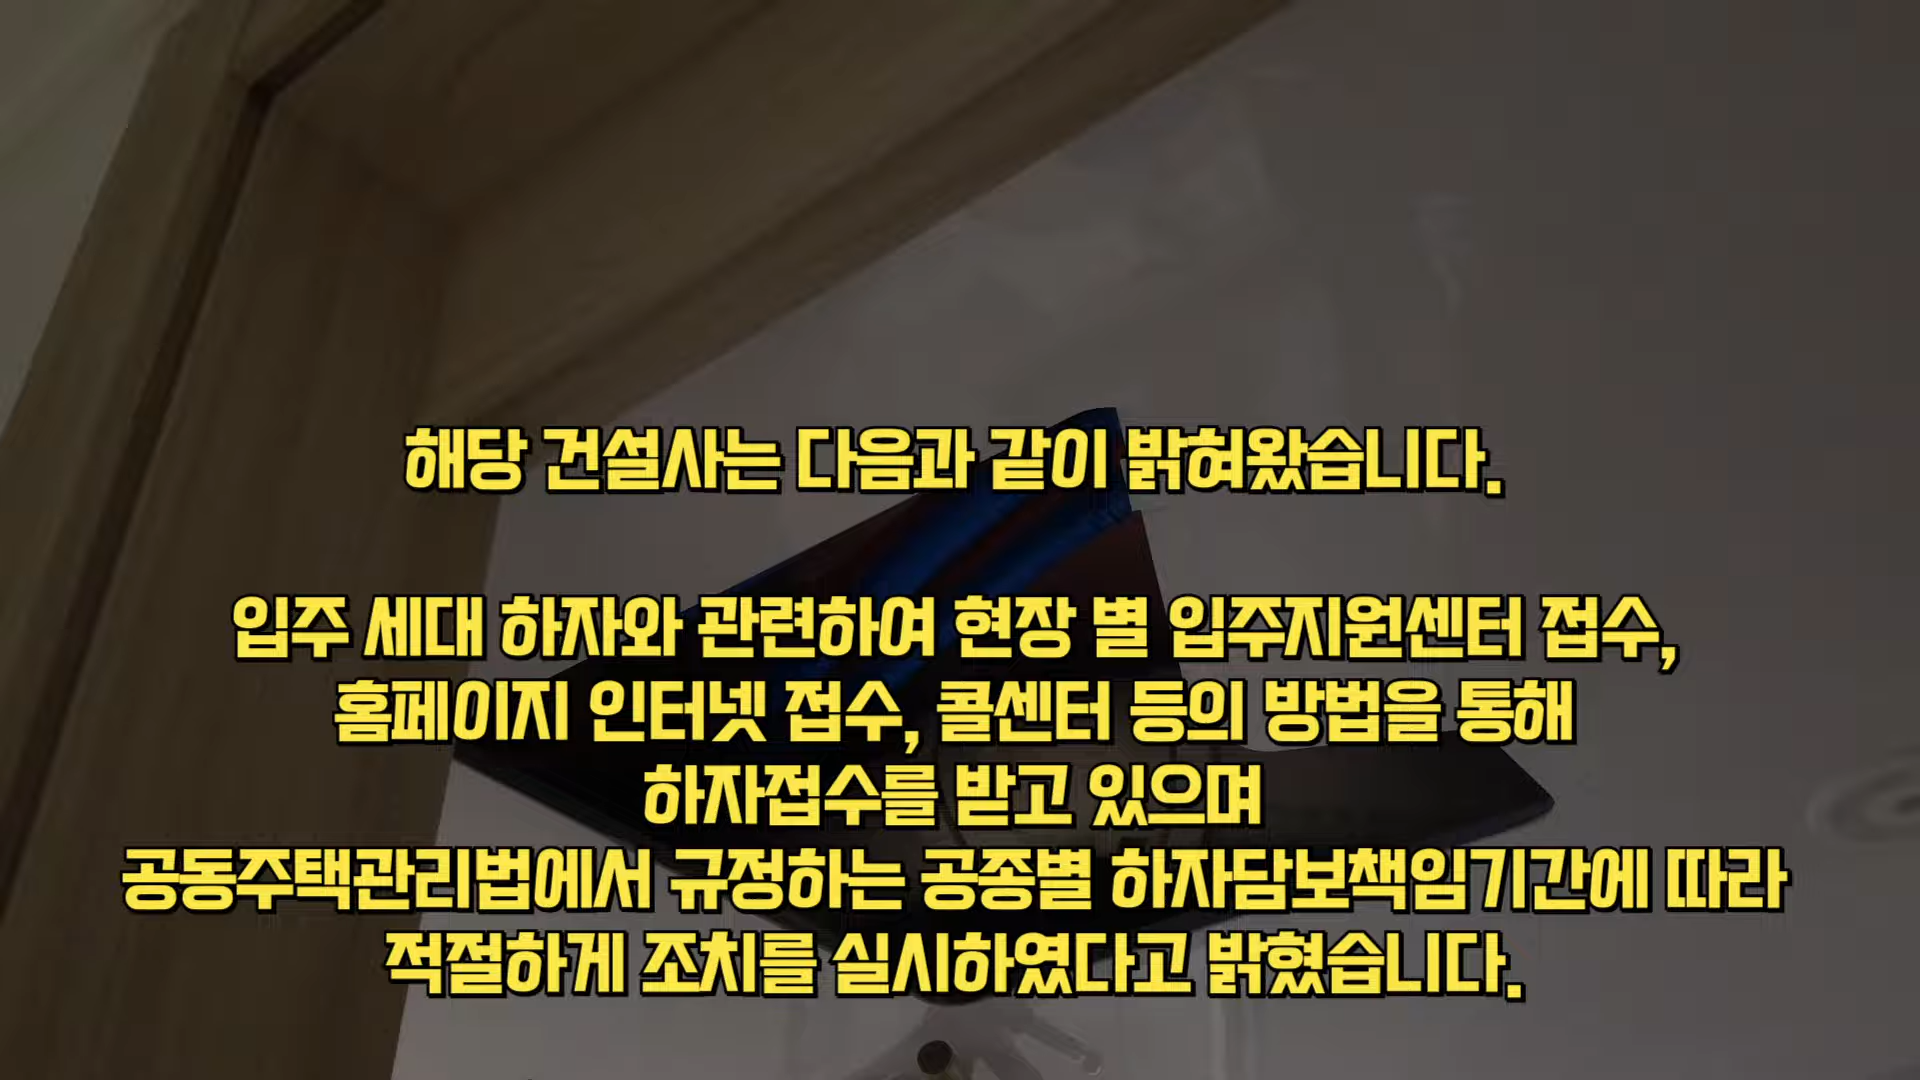 해당 건설사는 다음과 같이 밝혀왔습니다.
입주 세대 하자와 관련하여 현장 별 입주지원센터 접수,
홈페이지 인터넷 접수, 콜센터 등의 방법을 통해
하자접수를 받고 있으며
공동주택관리법에서 규정하는 공종별 하자담보책임기간에 따라
적절하게 조치를 실시하였다고 밝혔습니다.